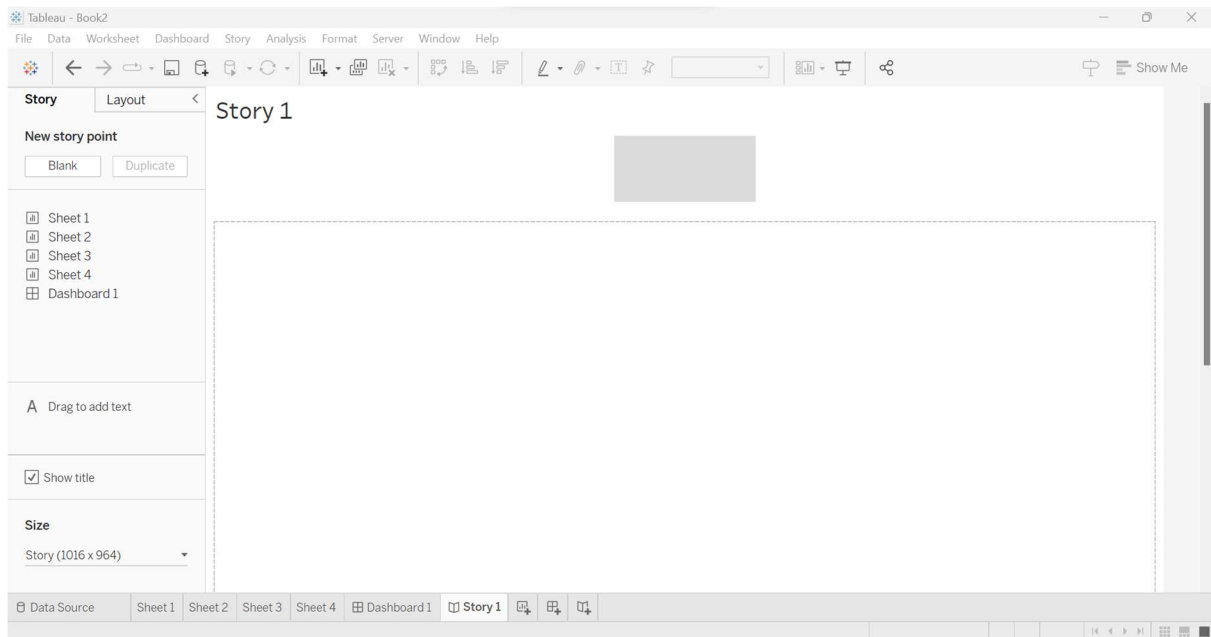 Tableau - Book2
File Data Worksheet Dashboard Story Analysis Format Server Window Help
Show Me
Story Layout
Story 1
New story point
Blank Duplicate
Sheet 1
Sheet 2
Sheet 3
Sheet 4
Dashboard 1
A Drag to add text
Show title
Size
Story (1016 x 964)
Data Source Sheet 1 Sheet 2 Sheet 3 Sheet 4 Dashboard 1 Story 1